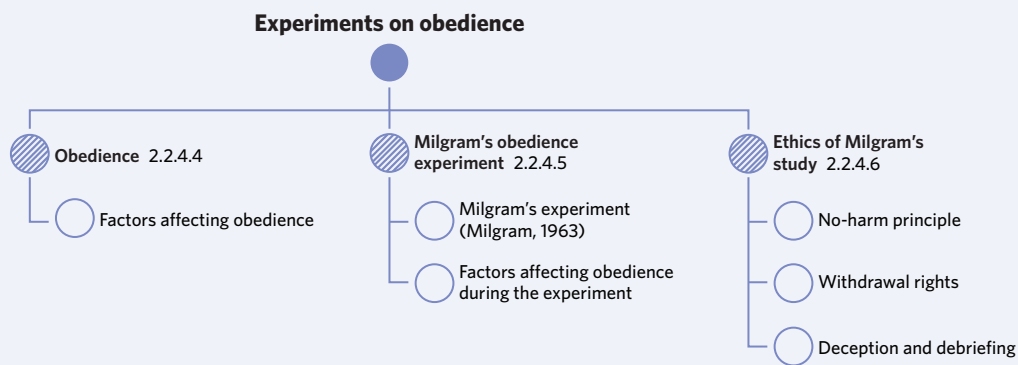 Experiments on obedience
Obedience 2.2.4.4
Factors affecting obedience
Milgram's obedience
experiment 2.2.4.5
Milgram's experiment
(Milgram, 1963)
Factors affecting obedience
during the experiment
Ethics of Milgram's
study 2.2.4.6
No-harm principle
Withdrawal rights
Deception and debriefing